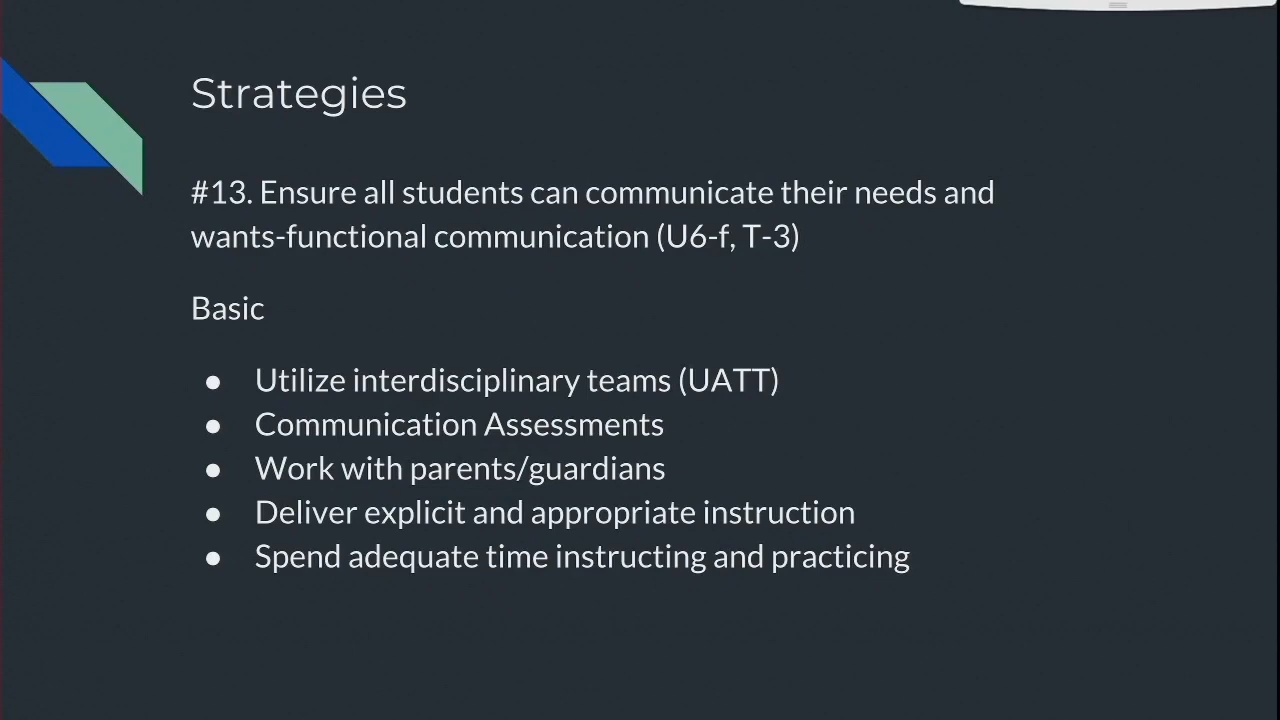 Strategies
#13. Ensure all students can communicate their needs and
wants-functional communication (U6-f, T-3)
Basic
● Utilize interdisciplinary teams (UATT)
● Communication Assessments
● Work with parents/guardians
● Deliver explicit and appropriate instruction
● Spend adequate time instructing and practicing